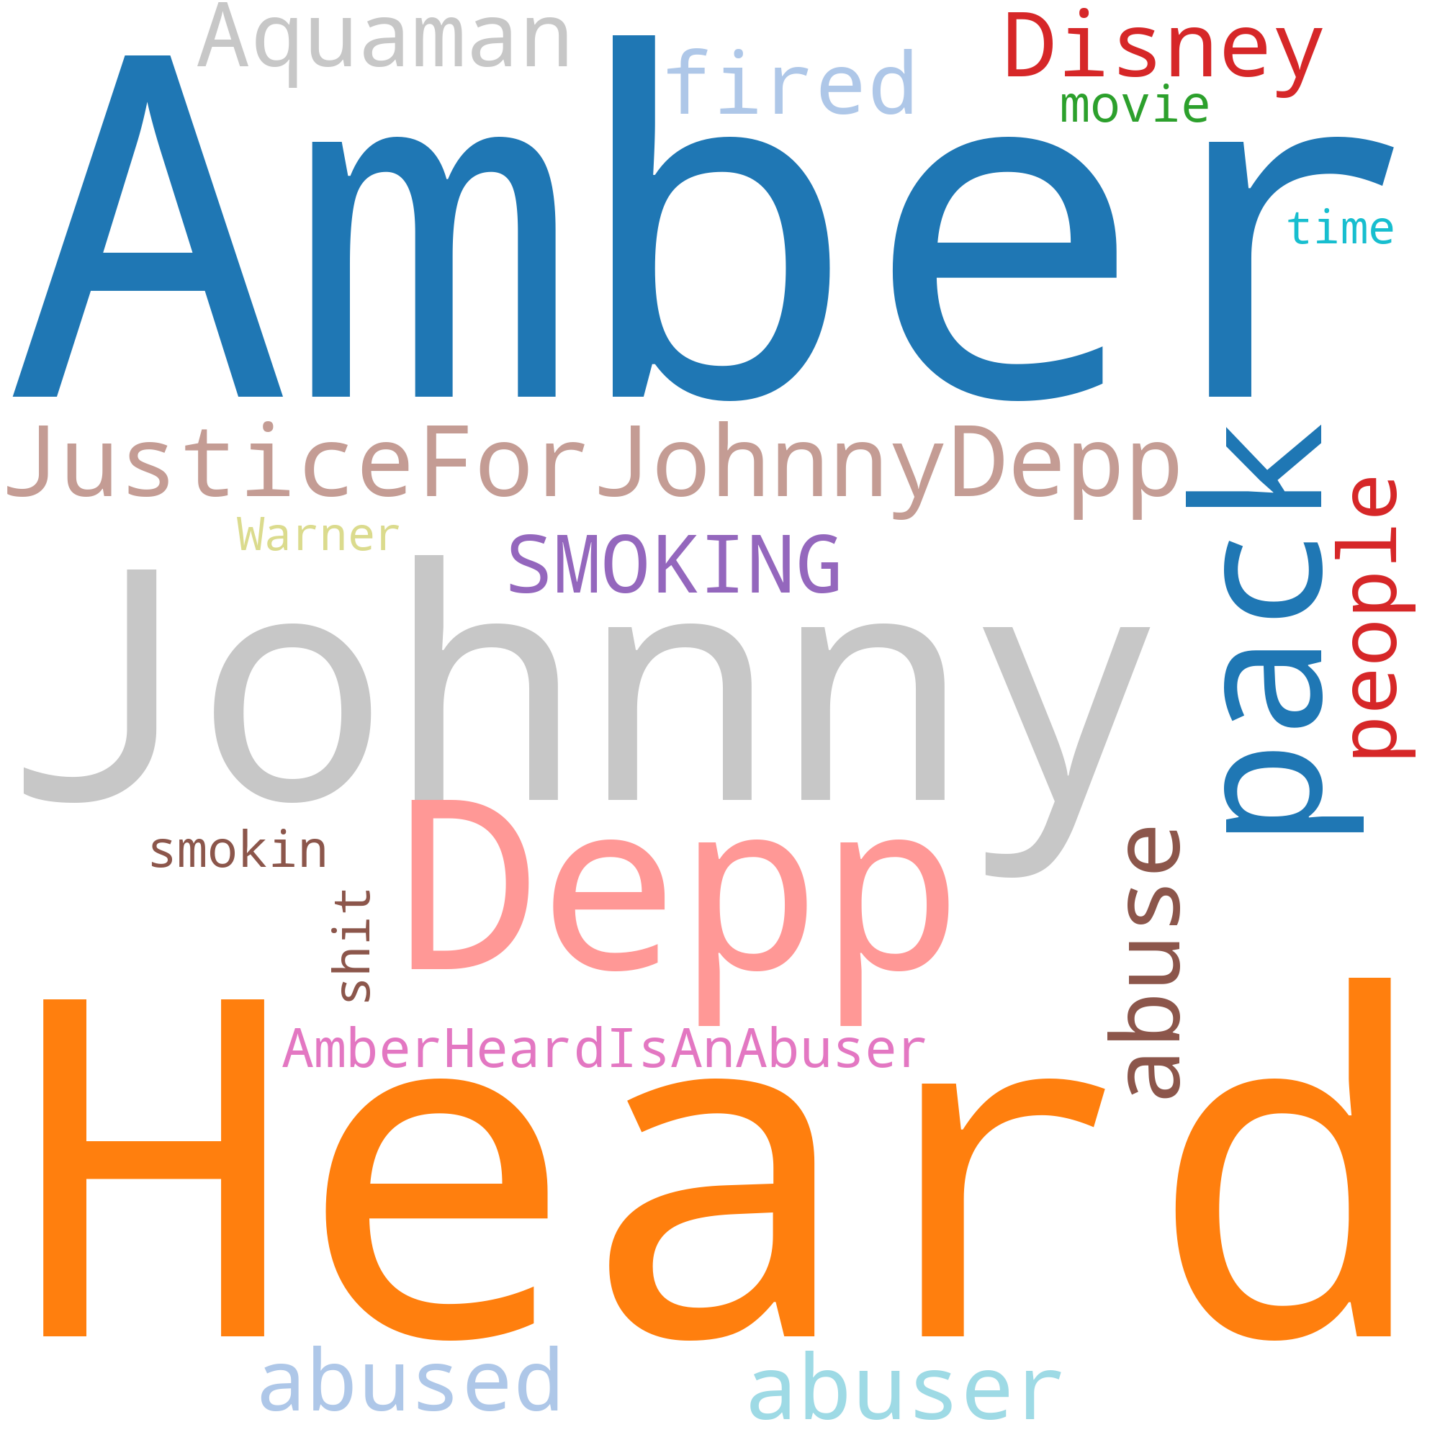 Aquaman
fired
Disney
movie
Amber
time
JusticeForJohnnyDepp
pack
people
Warner
SMOKING
Johnny
Depp
smokin
shit
abuse
AmberHeardIsAnAbuser
Heard
abused
abuser